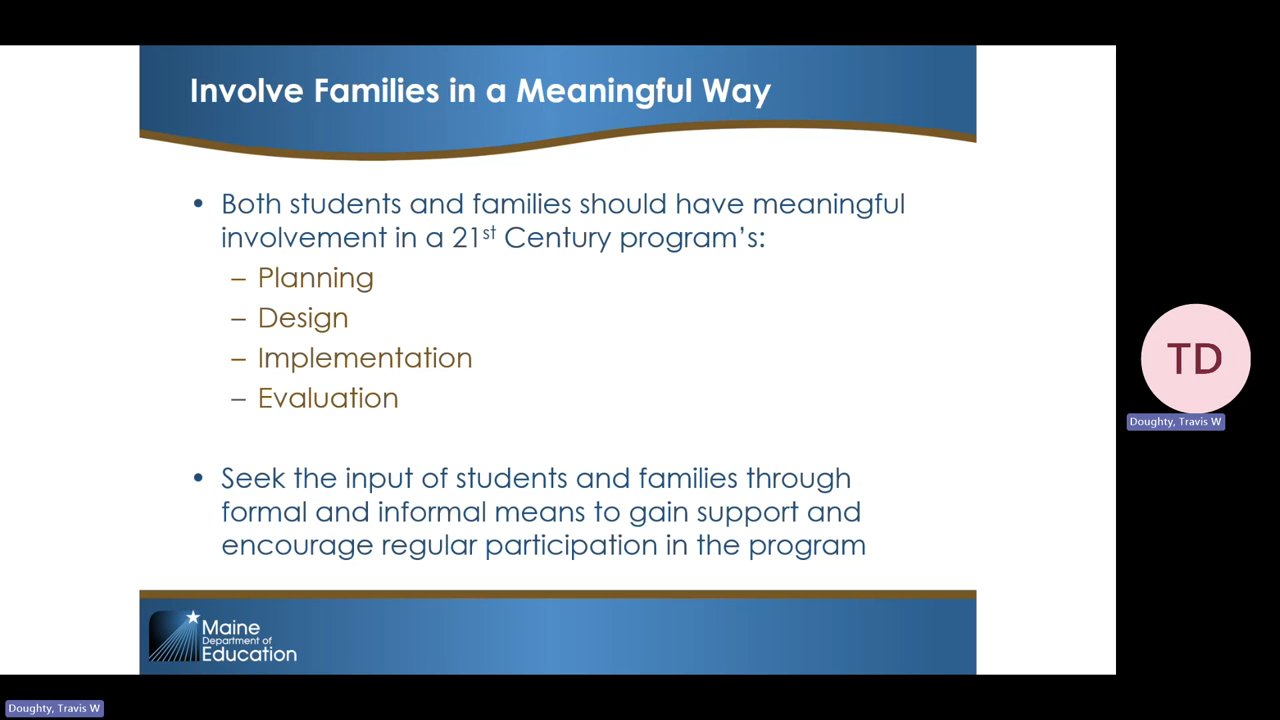 Involve Families in a Meaningful Way
• Both students and families should have meaningful
involvement in a 21st Century program's:
– Planning
– Design
– Implementation
– Evaluation
• Seek the input of students and families through
formal and informal means to gain support and
encourage regular participation in the program
Maine
Department of
Education
TD
Doughty, Travis W
Doughty, Travis W